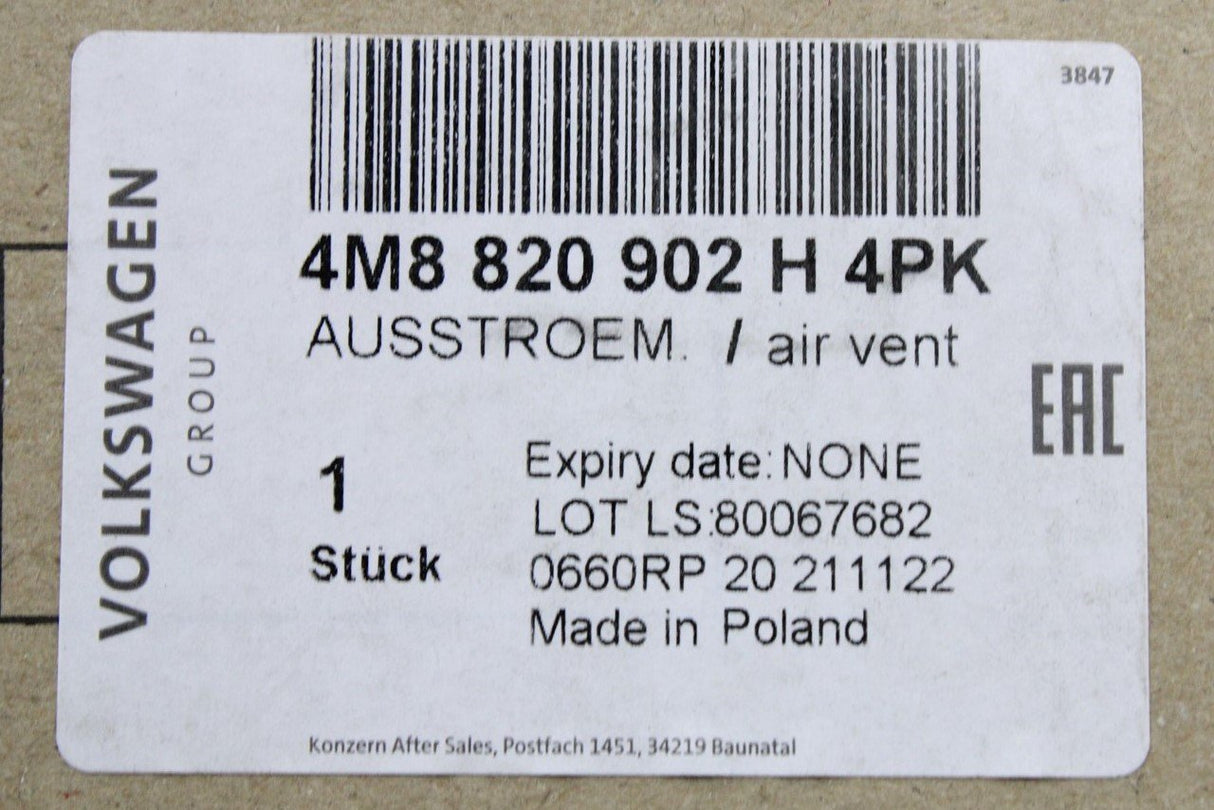 3847
VOLKSWAGEN
GROUP
4M8 820 902 H 4PK
AUSSTROEM. / air vent
EAC
1
Stück
Expiry date: NONE
LOT LS:80067682
0660RP 20 211122
Made in Poland
Konzern After Sales, Postfach 1451, 34219 Baunatal